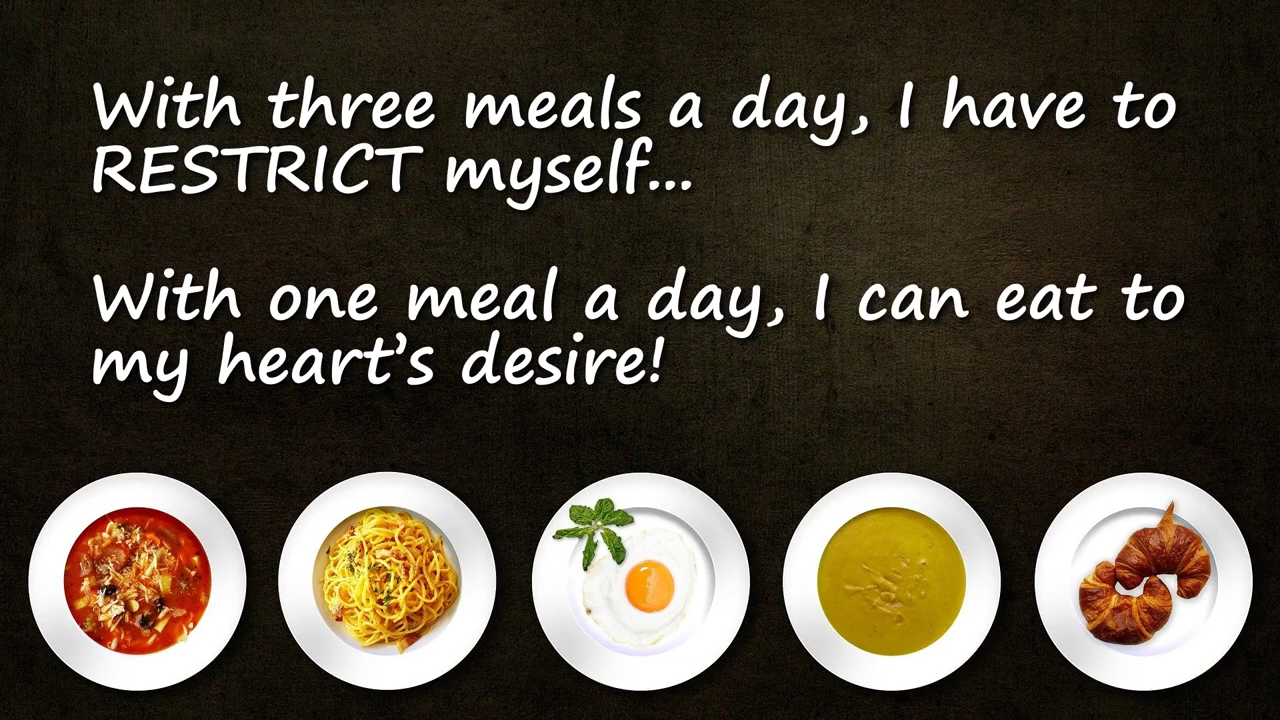 With three meals a day, I have to
RESTRICT myself...
With one meal a day, I can eat to
my heart’s desire!